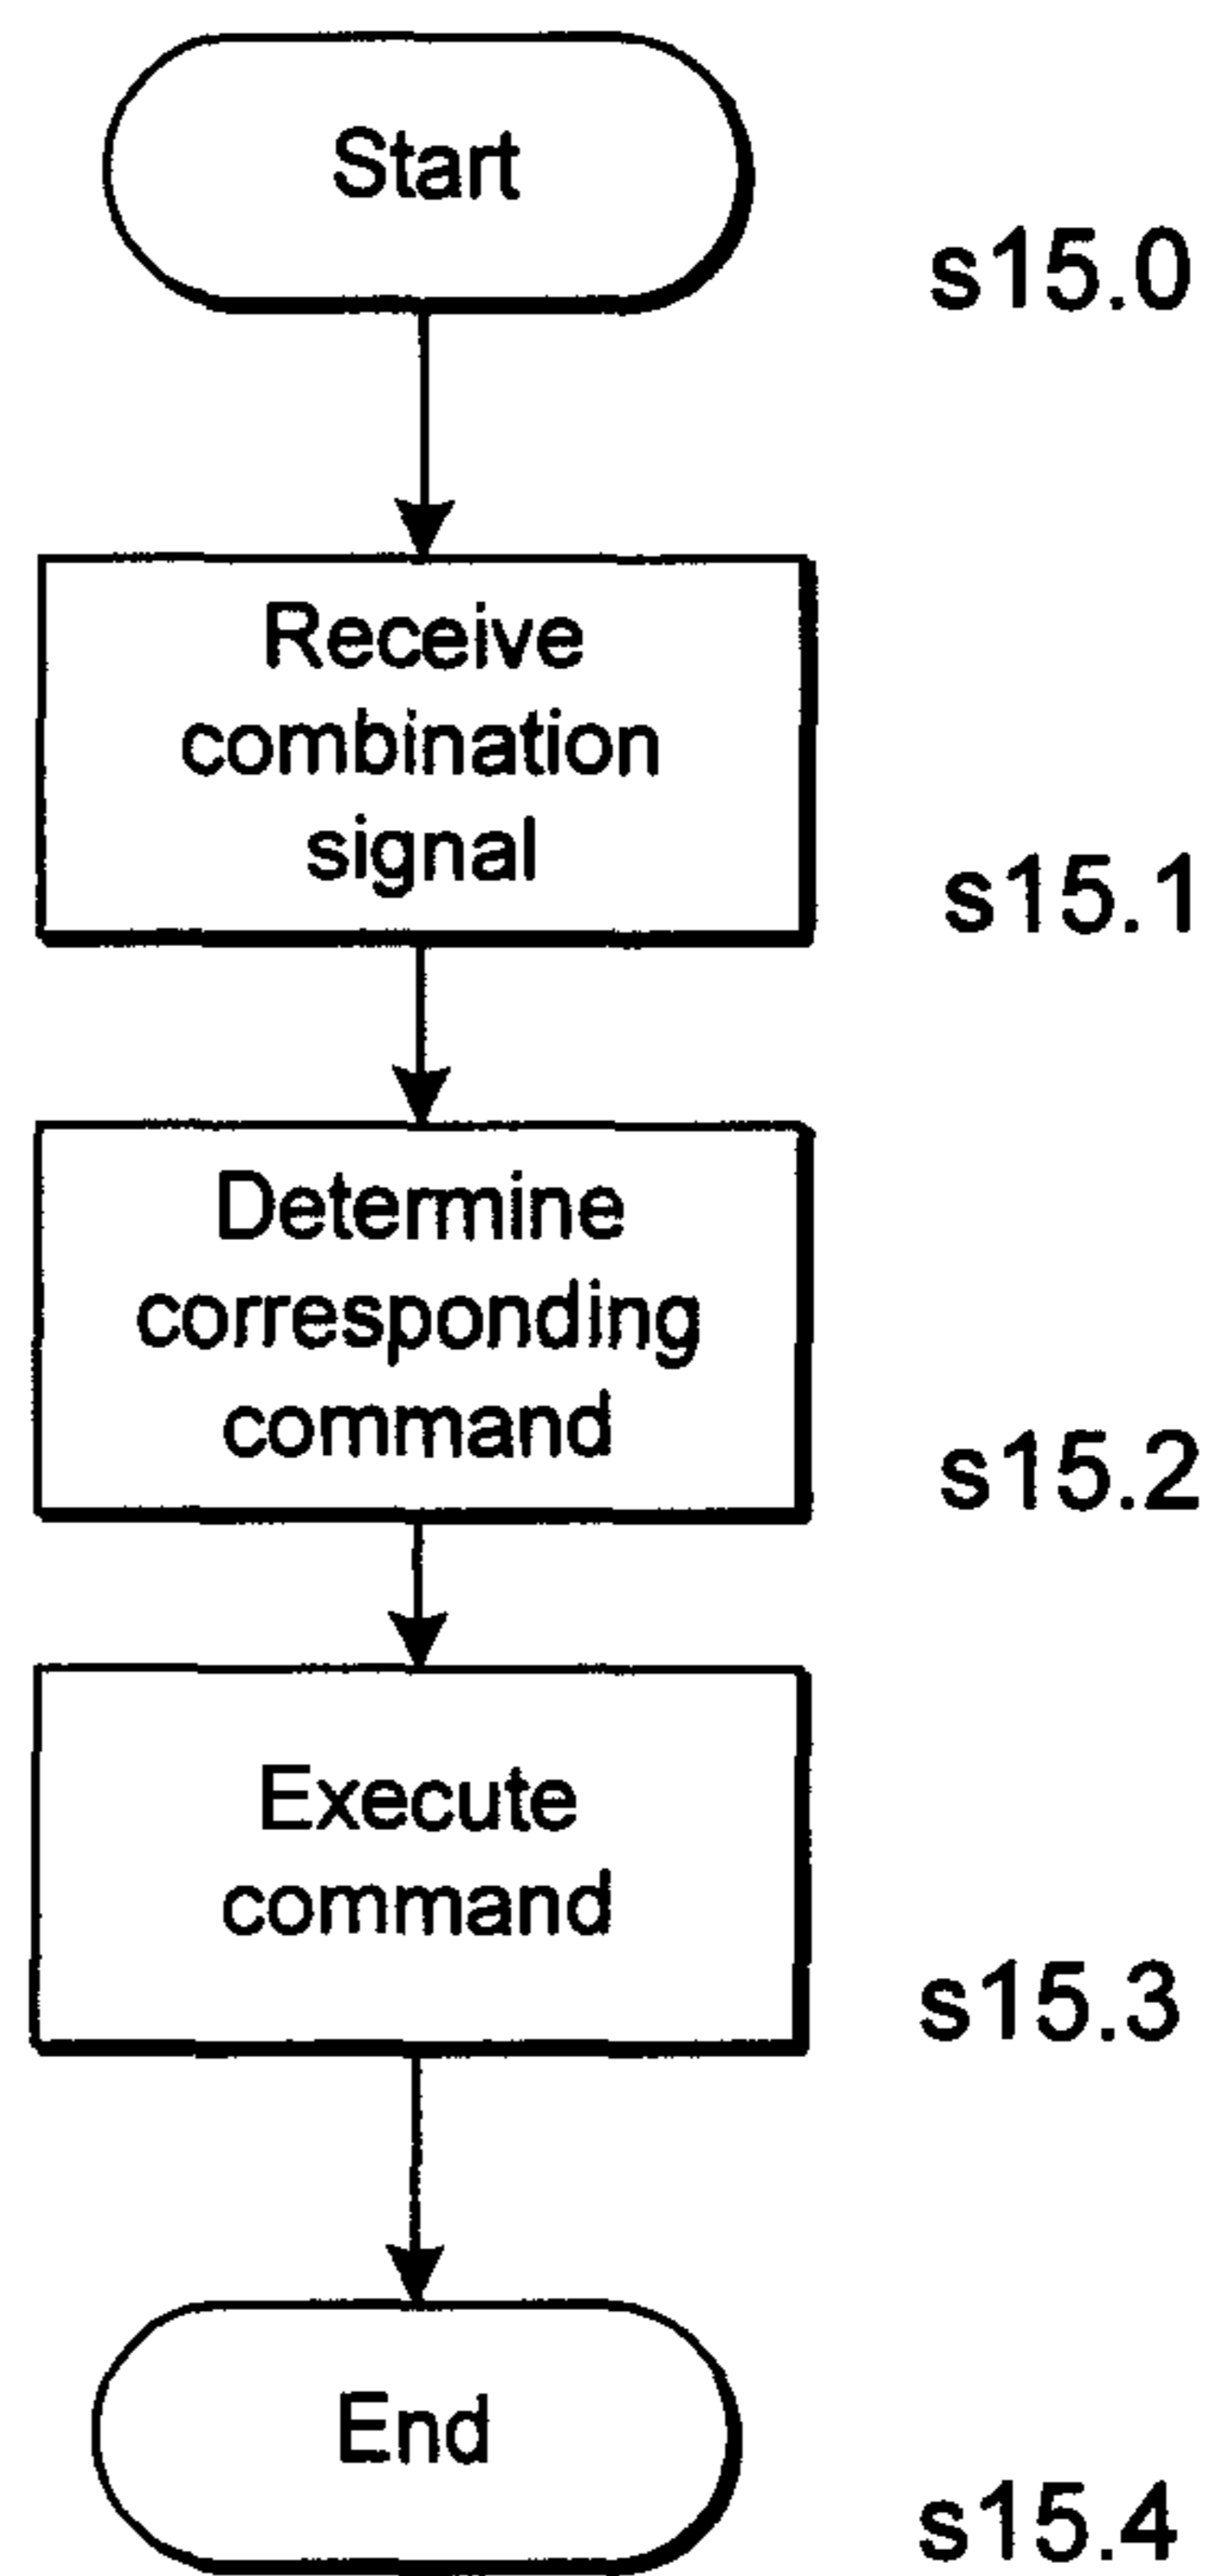 Start
s15.0
Receive
combination
signal
s15.1
Determine
corresponding
command
s15.2
Execute
command
s15.3
End
s15.4